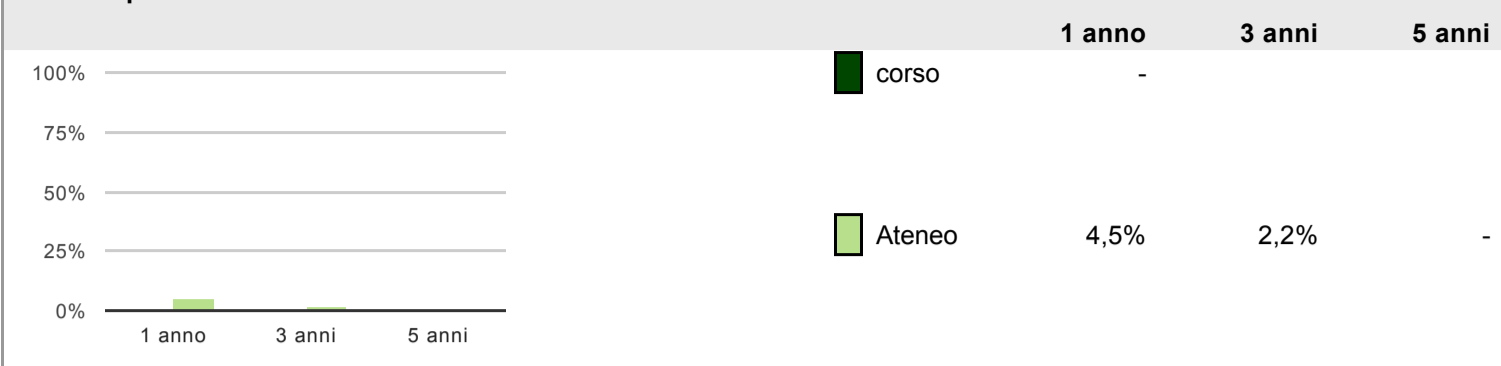 1 anno 3 anni 5 anni
100%
75%
50%
25%
0%
1 anno 3 anni 5 anni
corso -
Ateneo 4,5% 2,2% -